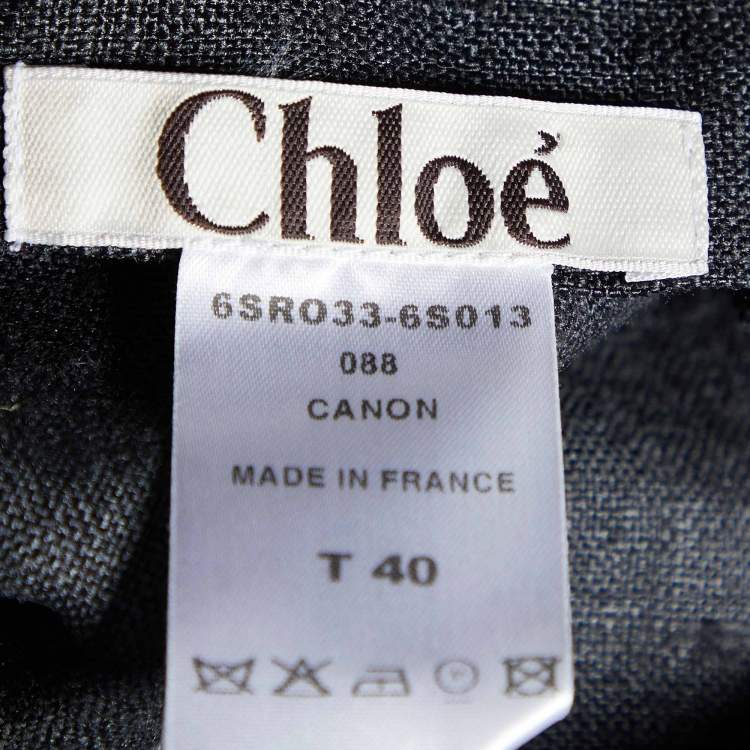 Chloé
6SRO33-6S013
088
CANON
MADE IN FRANCE
T 40